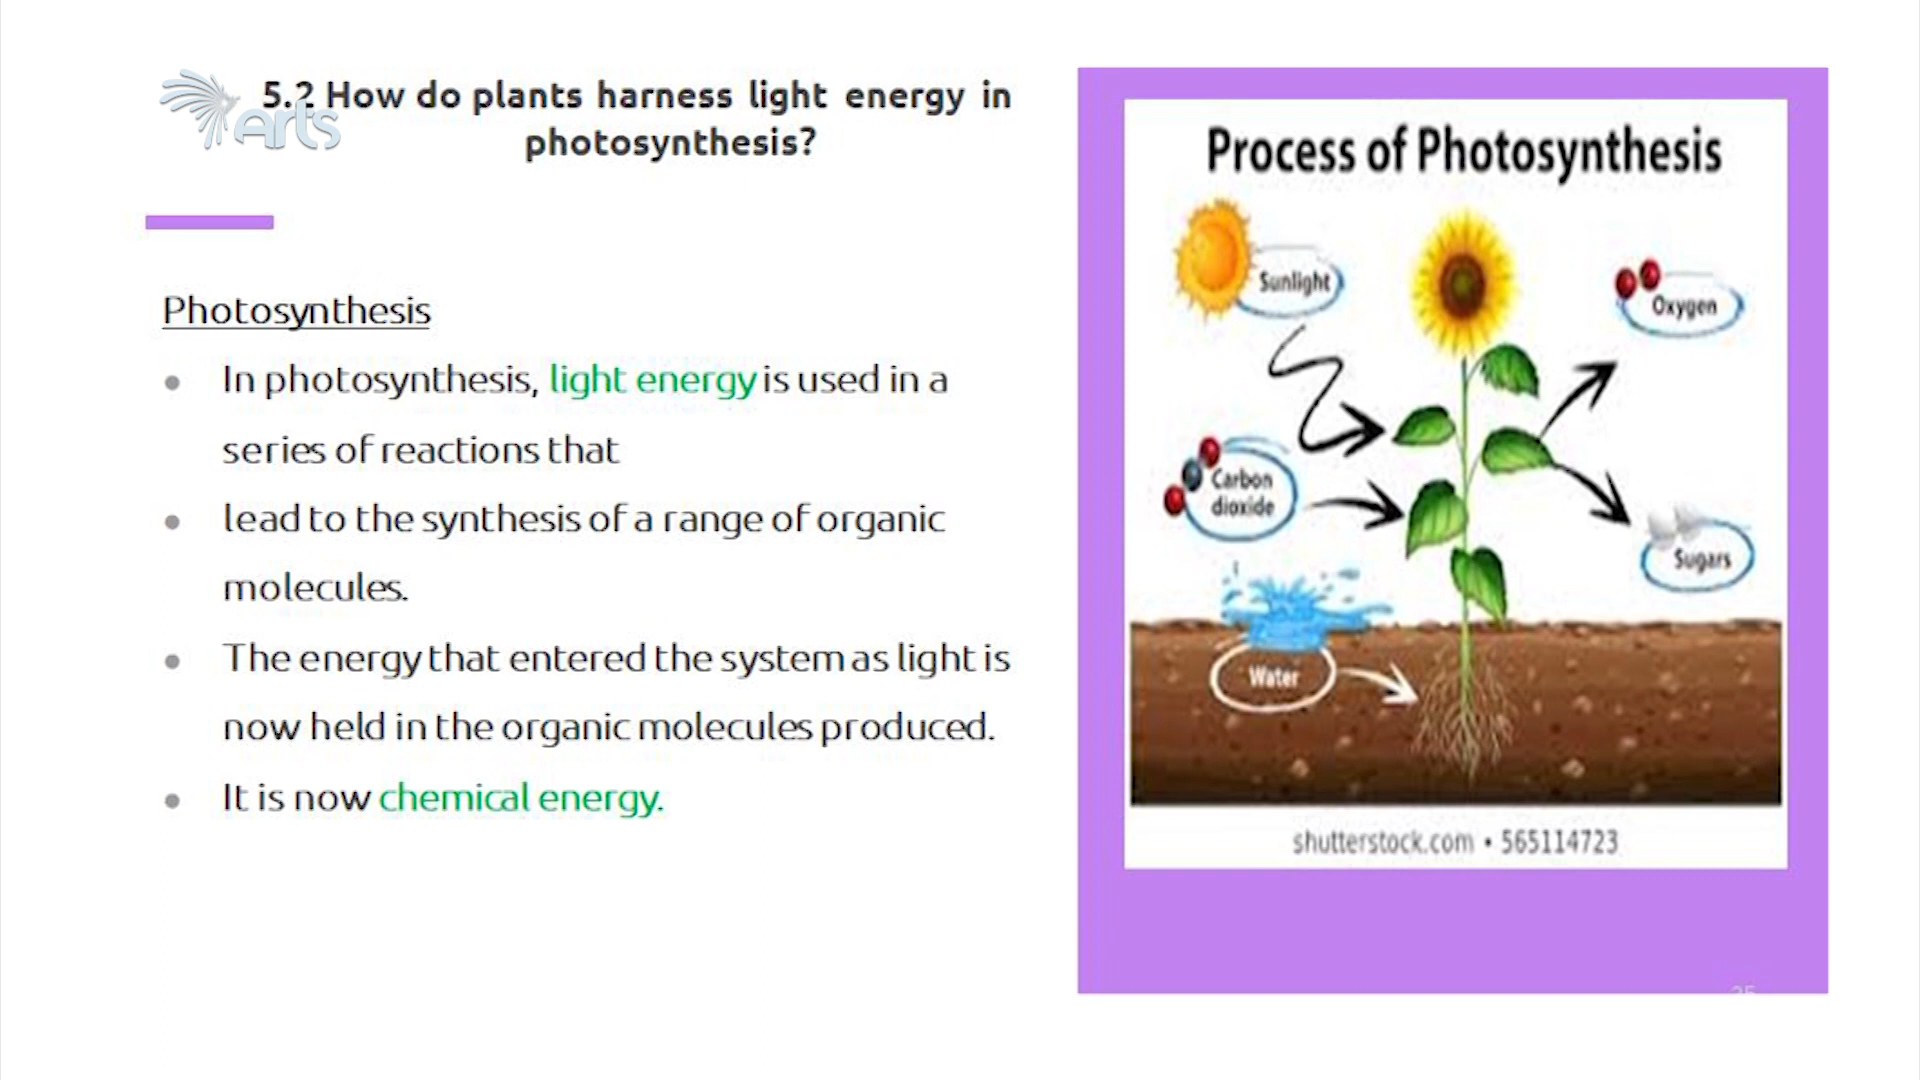 5.2 How do plants harness light energy in
photosynthesis?
Arts
Photosynthesis
In photosynthesis, light energy is used in a
series of reactions that
lead to the synthesis of a range of organic
molecules.
The energy that entered the system as light is
now held in the organic molecules produced.
It is now chemical energy.
Process of Photosynthesis
Sunlight
Oxygen
Carbon
dioxide
Sugars
Water
shutterstock.com • 565114723